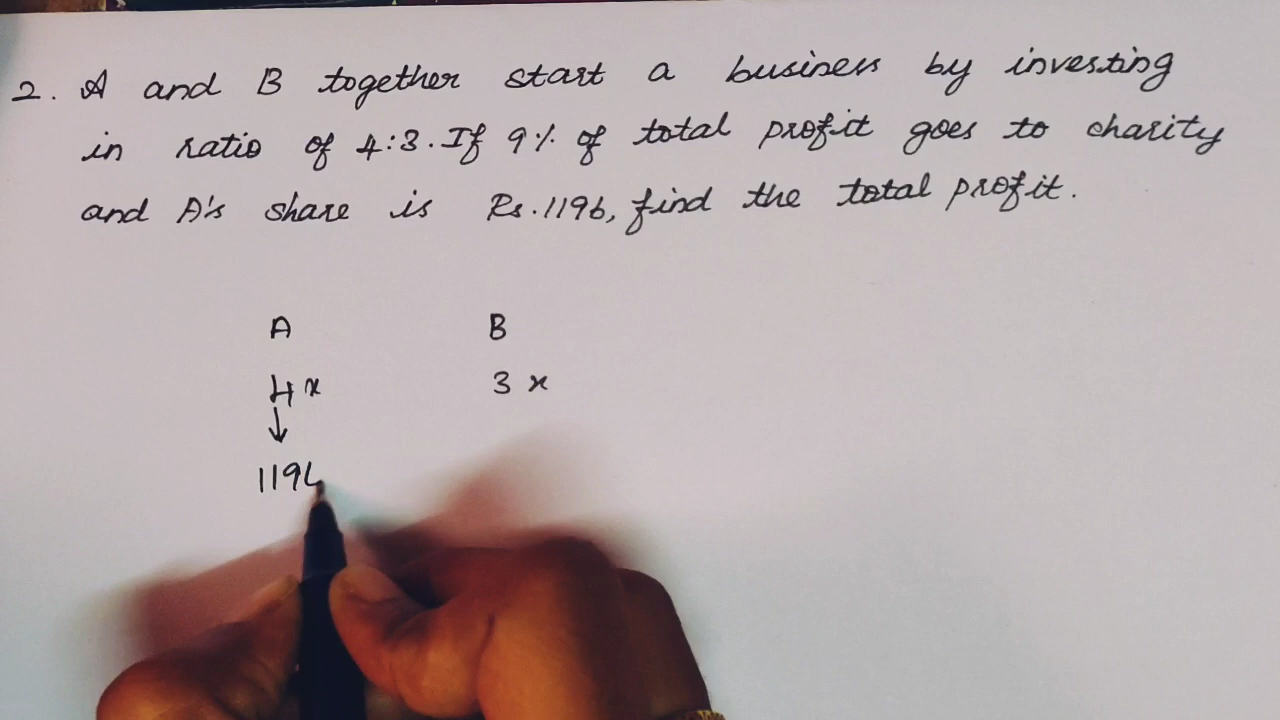 2. A and B together start a business by investing
in ratio of 4:3. If 9% of total profit goes to charity
and A's share is Rs.1196, find the total profit.
A B
4x 3x
↓
119